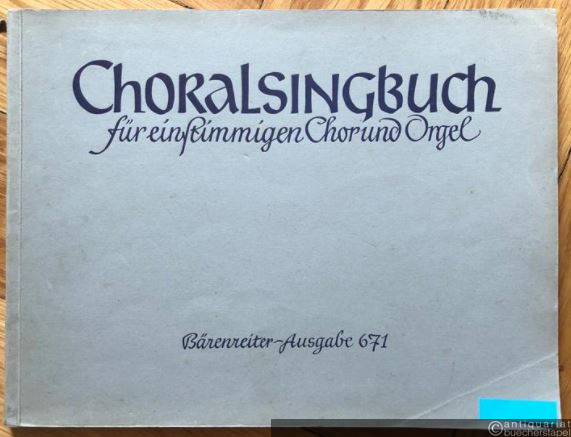 Choralsingbuch
für einstimmigen Chor und Orgel
Bärenreiter-Ausgabe 671
antiquariat
buecherstapel